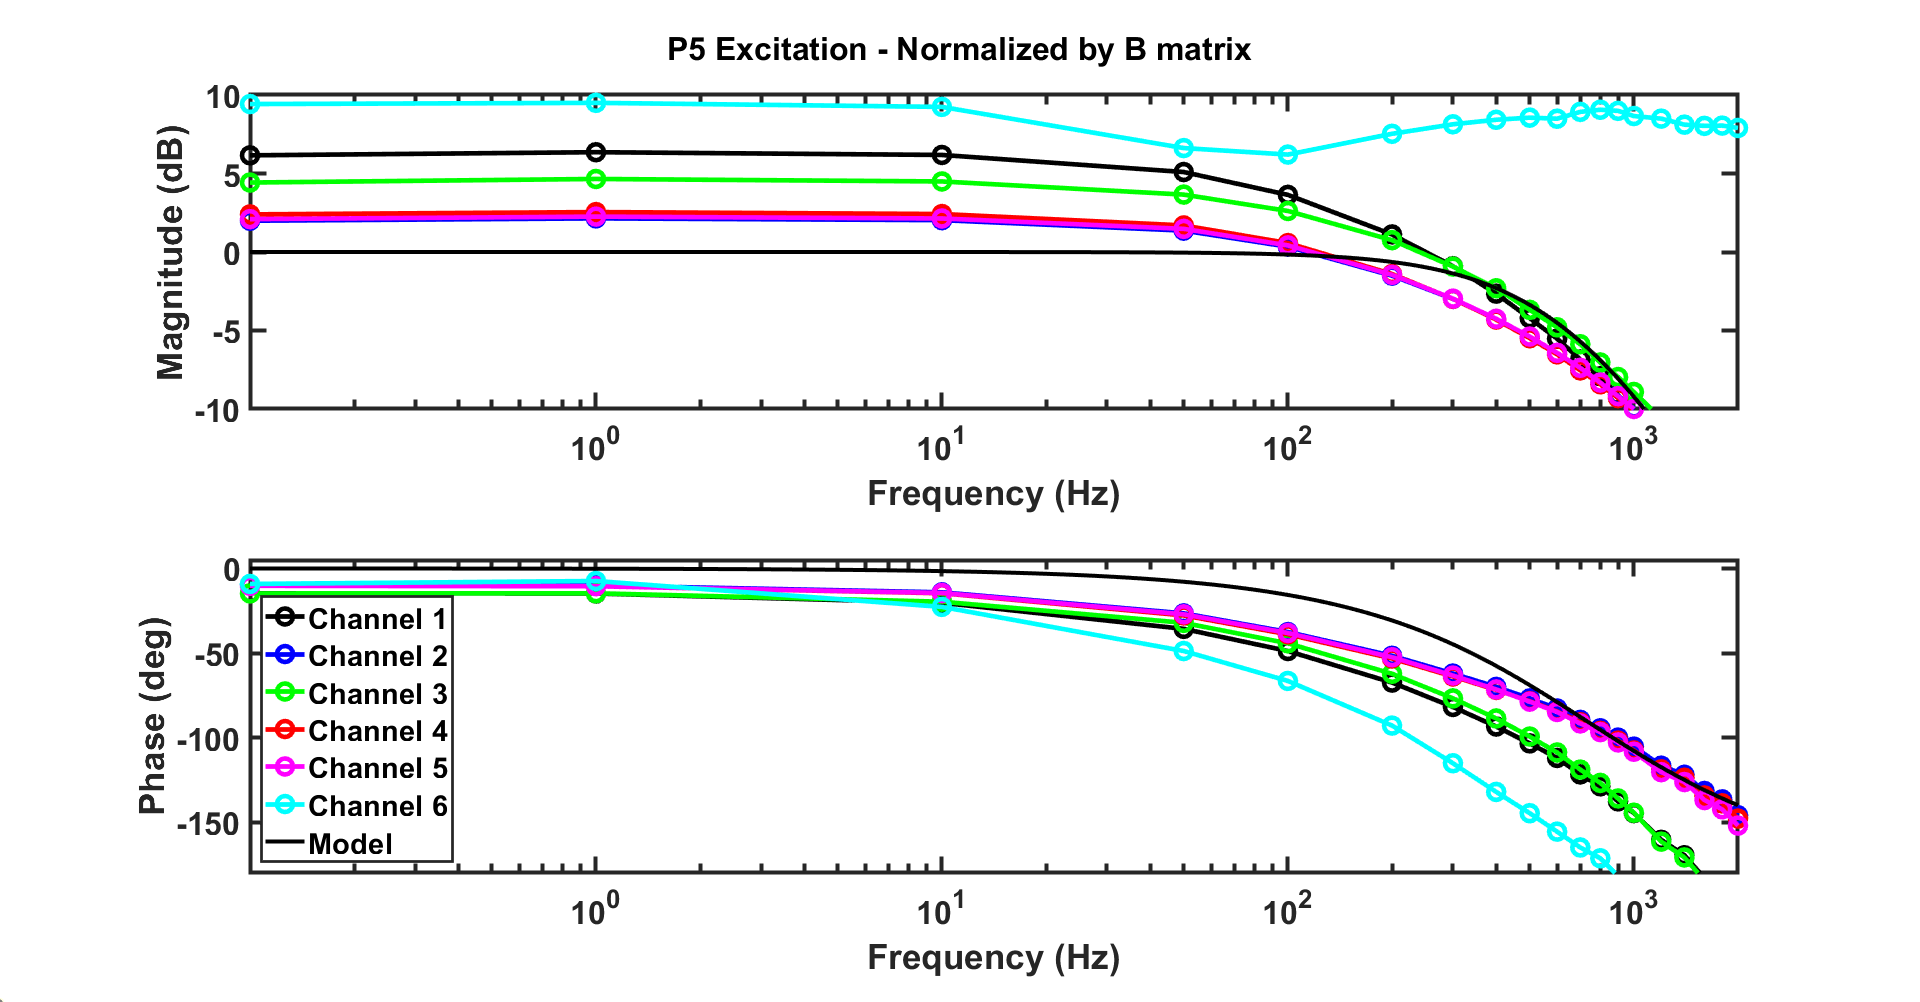 P5 Excitation - Normalized by B matrix
Magnitude (dB)
10
5
0
-5
-10
10^0
10^1
10^2
10^3
Frequency (Hz)
Phase (deg)
0
-50
-100
-150
Channel 1
Channel 2
Channel 3
Channel 4
Channel 5
Channel 6
Model
10^0
10^1
10^2
10^3
Frequency (Hz)